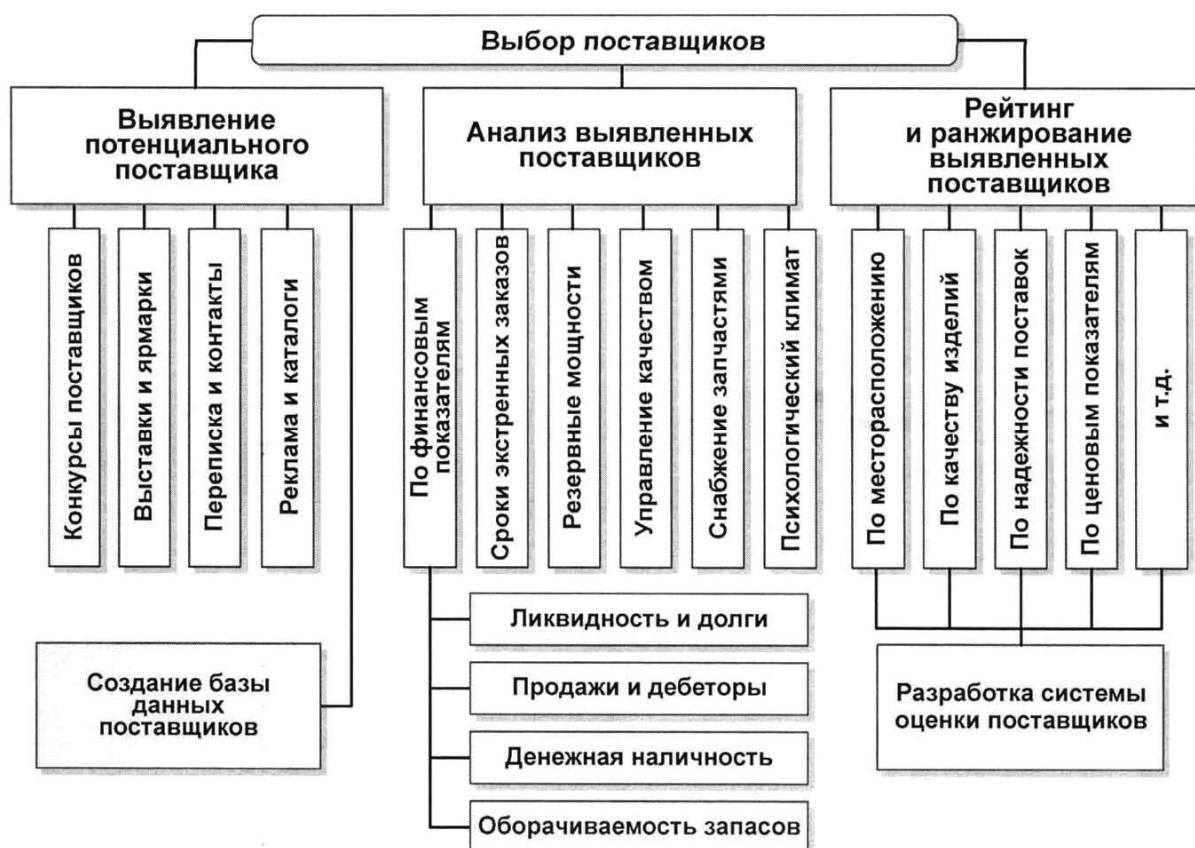 Выбор поставщиков
Выявление
потенциального
поставщика
Анализ выявленных
поставщиков
Рейтинг
и ранжирование
выявленных
поставщиков
Конкурсы поставщиков
Выставки и ярмарки
Переписка и контакты
Реклама и каталоги
По финансовым
показателям
Сроки экстренных заказов
Резервные мощности
Управление качеством
Снабжение запчастями
Психологический климат
По месторасположению
По качеству изделий
По надежности поставок
По ценовым показателям
и т.д.
Создание базы
данных
поставщиков
Ликвидность и долги
Продажи и дебеторы
Денежная наличность
Оборачиваемость запасов
Разработка системы
оценки поставщиков